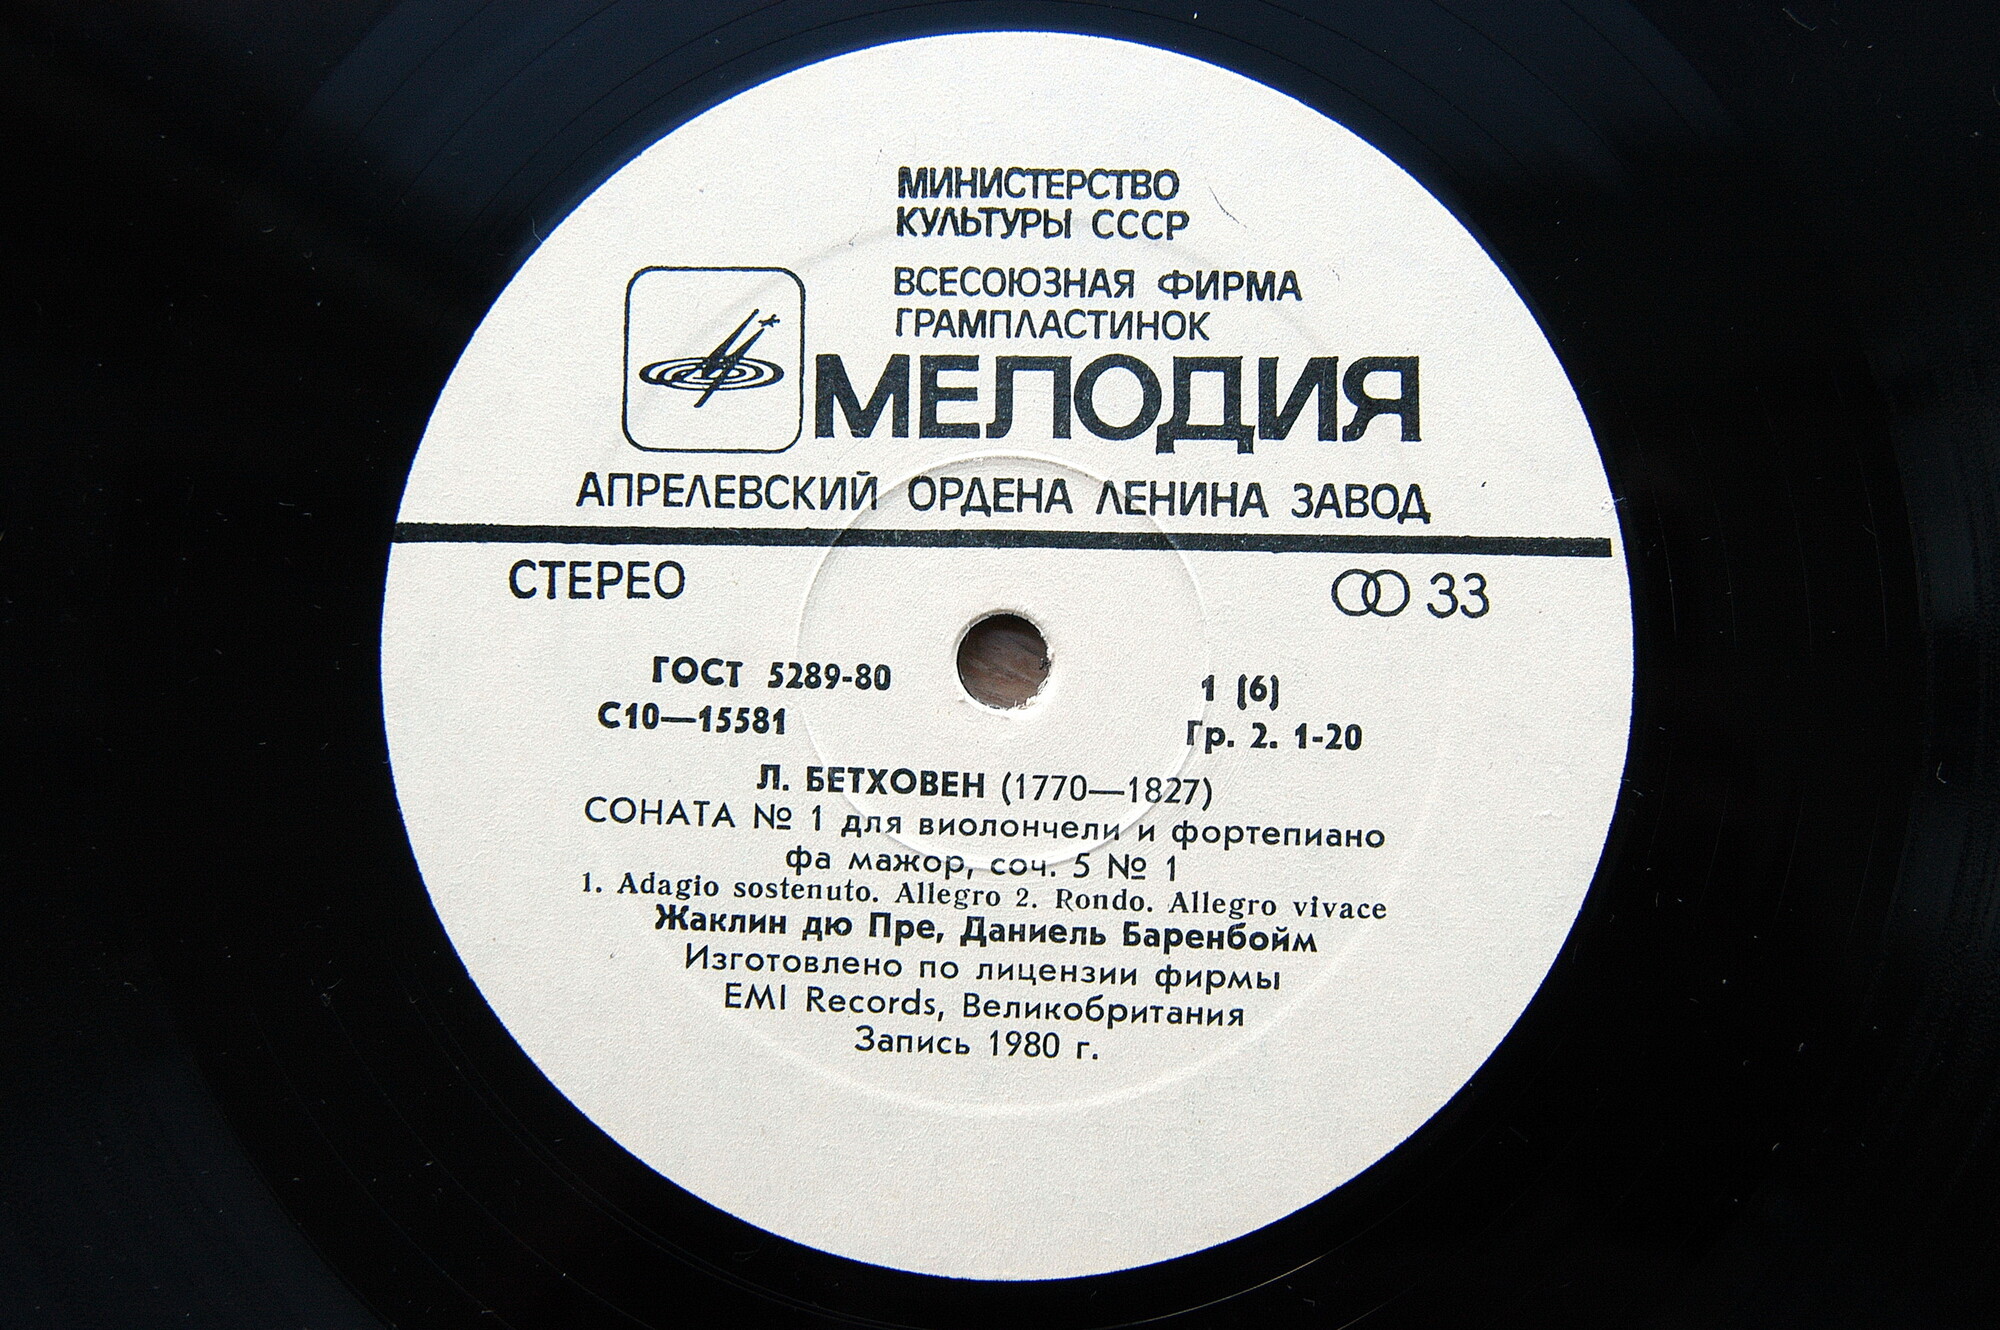 МИНИСТЕРСТВО
КУЛЬТУРЫ СССР
ВСЕСОЮЗНАЯ ФИРМА
ГРАМПЛАСТИНОК
МЕЛОДИЯ
АПРЕЛЕВСКИЙ ОРДЕНА ЛЕНИНА ЗАВОД
СТЕРЕО 33
ГОСТ 5289-80 1 (6)
С10—15581 Гр. 2. 1-20
Л. БЕТХОВЕН (1770—1827)
СОНАТА № 1 для виолончели и фортепиано
фа мажор, соч. 5 № 1
1. Adagio sostenuto. Allegro 2. Rondo. Allegro vivace
Жаклин дю Пре, Даниель Баренбойм
Изготовлено по лицензии фирмы
EMI Records, Великобритания
Запись 1980 г.